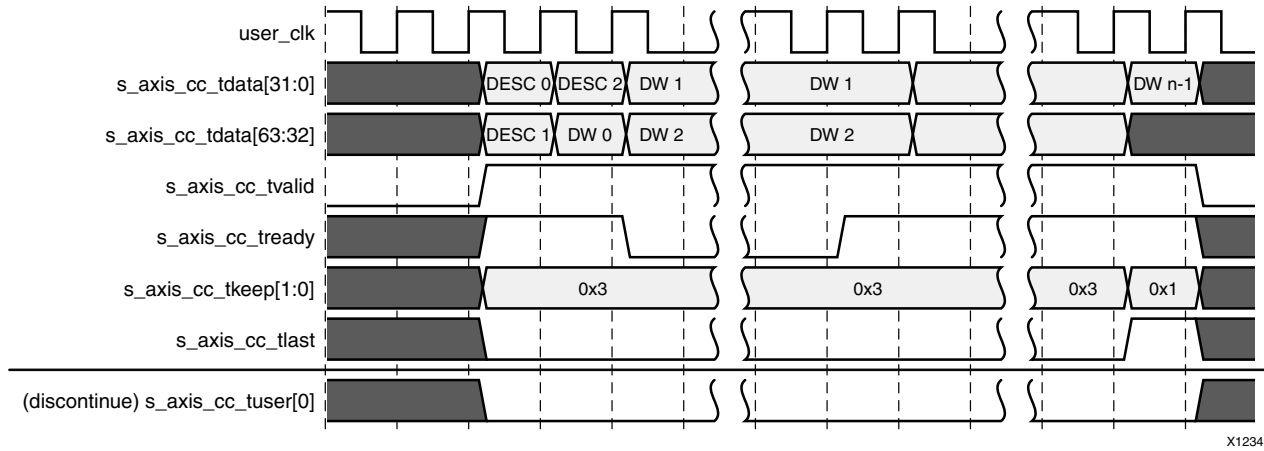 user_clk
s_axis_cc_tdata[31:0] DESC 0 DESC 2 DW 1 DW 1 DW n-1
s_axis_cc_tdata[63:32] DESC 1 DW 0 DW 2 DW 2
s_axis_cc_tvalid
s_axis_cc_tready
s_axis_cc_tkeep[1:0] 0x3 0x3 0x3 0x1
s_axis_cc_tlast
(discontinue) s_axis_cc_tuser[0]
X1234